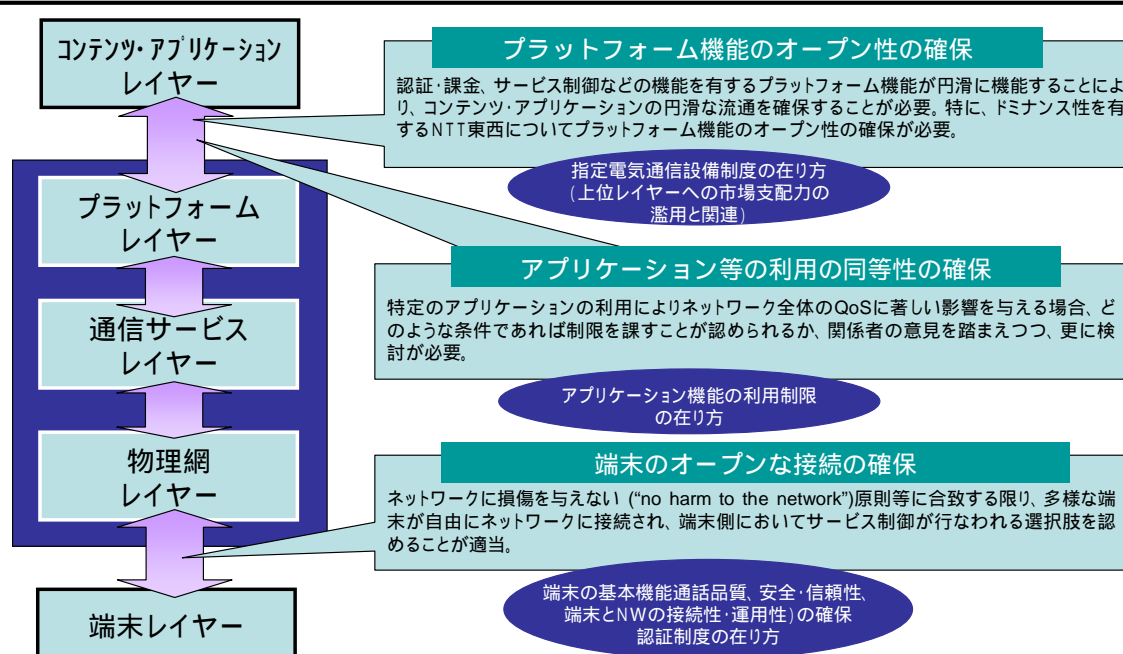 コンテンツ・アプリケーション
レイヤー
プラットフォーム
レイヤー
通信サービス
レイヤー
物理網
レイヤー
端末レイヤー
プラットフォーム機能のオープン性の確保
認証・課金、サービス制御などの機能を有するプラットフォーム機能が円滑に機能することによ
り、コンテンツ・アプリケーションの円滑な流通を確保することが必要。特に、ドミナンス性を有
するNTT東西についてプラットフォーム機能のオープン性の確保が必要。
指定電気通信設備制度の在り方
(上位レイヤーへの市場支配力の
濫用と関連)
アプリケーション等の利用の同等性の確保
特定のアプリケーションの利用によりネットワーク全体のQoSに著しい影響を与える場合、ど
のような条件であれば制限を課すことが認められるか、関係者の意見を踏まえつつ、更に検
討が必要。
アプリケーション機能の利用制限
の在り方
端末のオープンな接続の確保
ネットワークに損傷を与えない (“no harm to the network”)原則等に合致する限り、多様な端
末が自由にネットワークに接続され、端末側においてサービス制御が行なわれる選択肢を認
めることが適当。
端末の基本機能通話品質、安全・信頼性、
端末とNWの接続性・運用性)の確保
認証制度の在り方